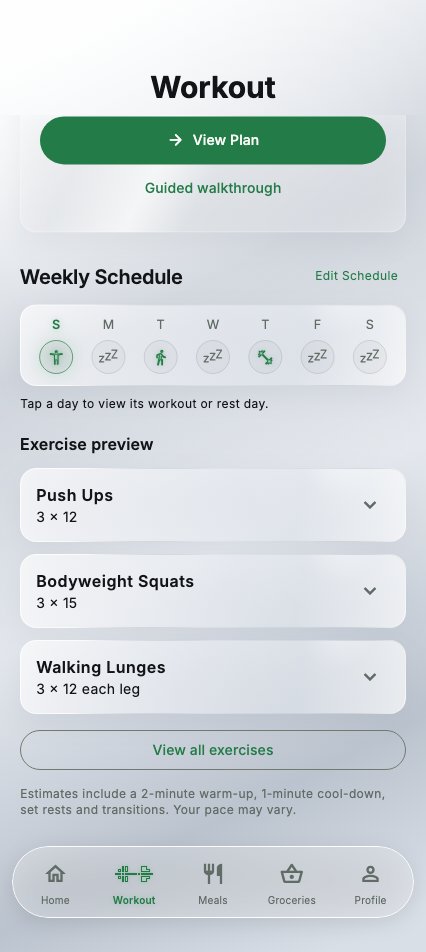 Workout
View Plan
Guided walkthrough
Weekly Schedule
Edit Schedule
S M T W T F S
zzZ zzZ zzZ zzZ
Tap a day to view its workout or rest day.
Exercise preview
Push Ups
3 × 12
Bodyweight Squats
3 × 15
Walking Lunges
3 × 12 each leg
View all exercises
Estimates include a 2-minute warm-up, 1-minute cool-down,
set rests and transitions. Your pace may vary.
Home Workout Meals Groceries Profile